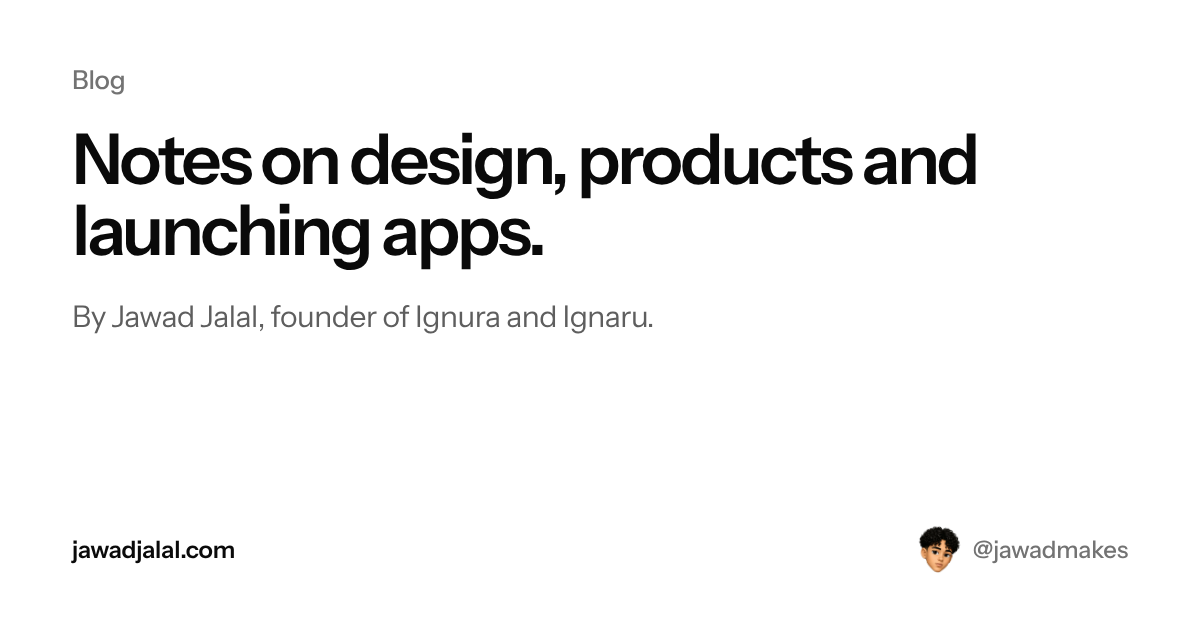 Blog
Notes on design, products and
launching apps.
By Jawad Jalal, founder of Ignura and Ignaru.
jawadjalal.com
@jawadmakes